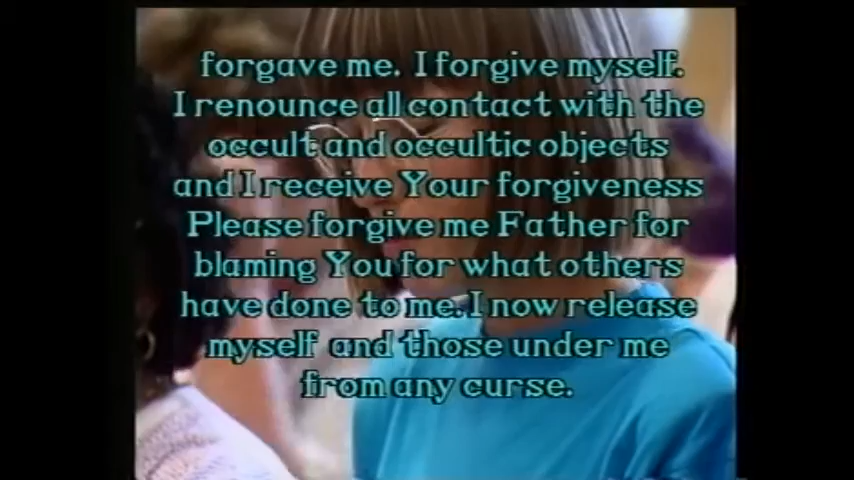 forgave me. I forgive myself.
I renounce all contact with the
occult and occultic objects
and I receive Your forgiveness
Please forgive me Father for
blaming You for what others
have done to me. I now release
myself and those under me
from any curse.